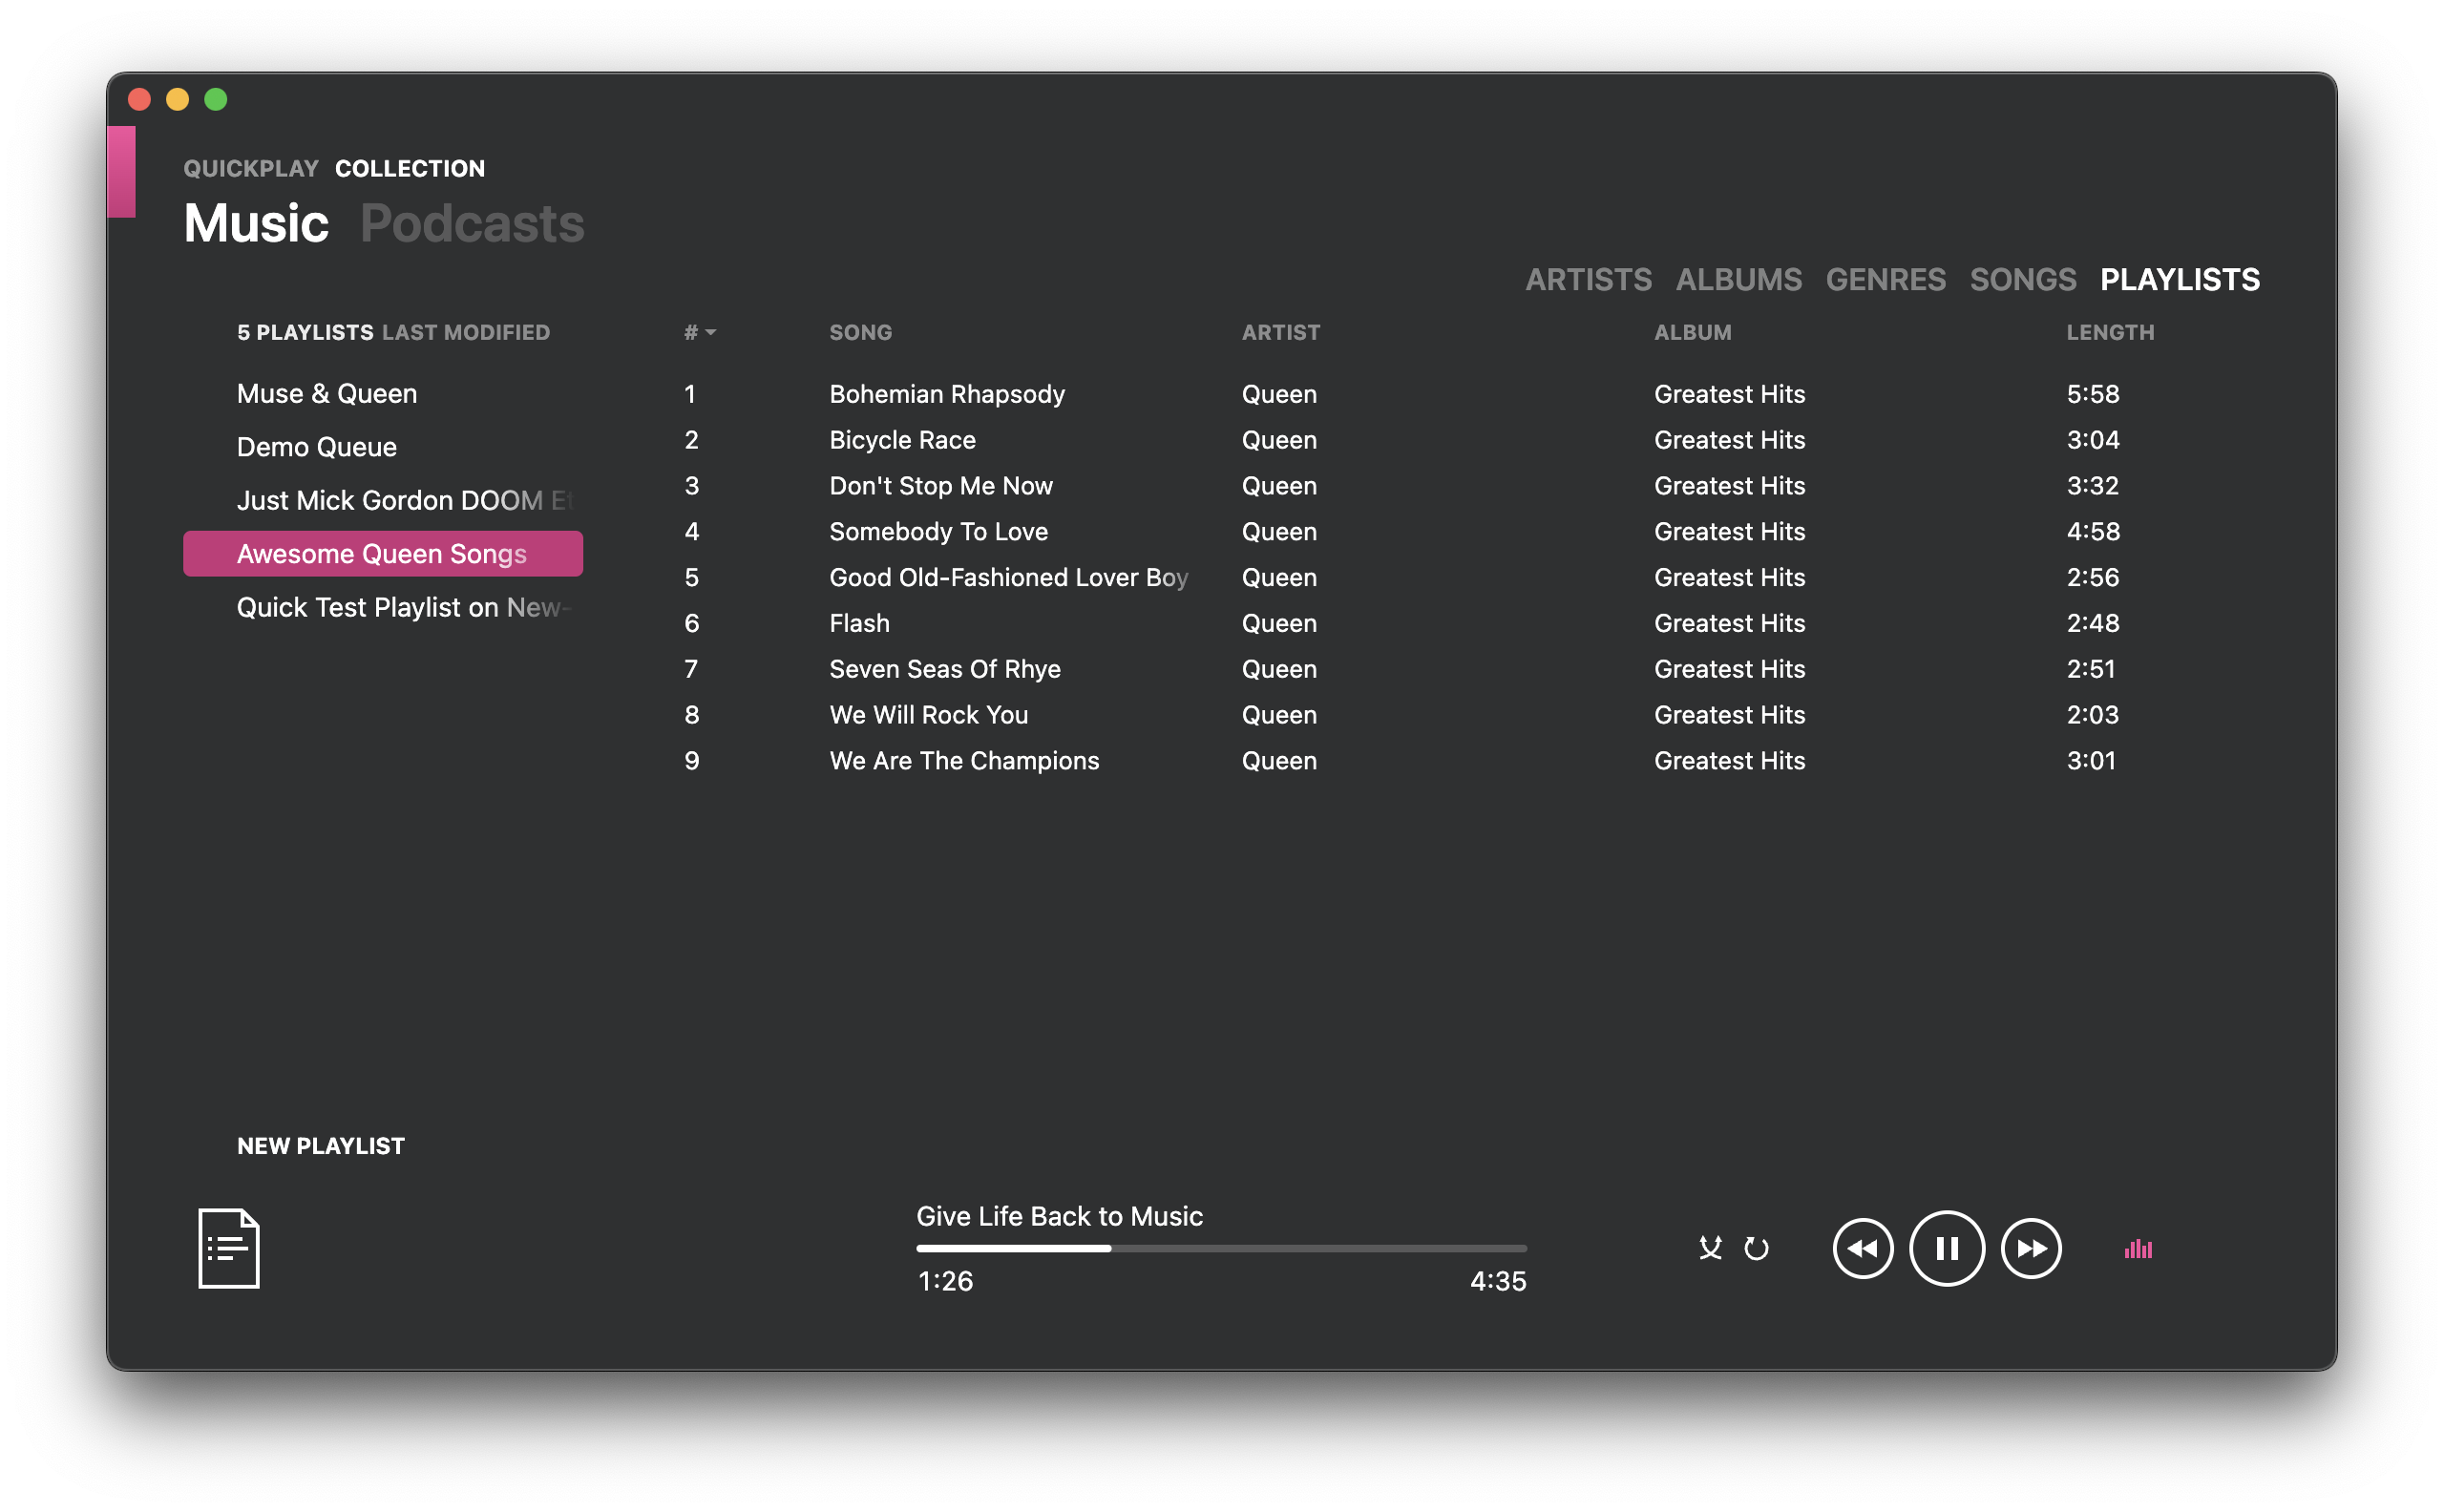 QUICKPLAY COLLECTION
Music Podcasts
ARTISTS ALBUMS GENRES SONGS PLAYLISTS
5 PLAYLISTS LAST MODIFIED
Muse & Queen
Demo Queue
Just Mick Gordon DOOM
Awesome Queen Songs
Quick Test Playlist on New-
# SONG ARTIST ALBUM LENGTH
1 Bohemian Rhapsody Queen Greatest Hits 5:58
2 Bicycle Race Queen Greatest Hits 3:04
3 Don't Stop Me Now Queen Greatest Hits 3:32
4 Somebody To Love Queen Greatest Hits 4:58
5 Good Old-Fashioned Lover Boy Queen Greatest Hits 2:56
6 Flash Queen Greatest Hits 2:48
7 Seven Seas Of Rhye Queen Greatest Hits 2:51
8 We Will Rock You Queen Greatest Hits 2:03
9 We Are The Champions Queen Greatest Hits 3:01
NEW PLAYLIST
Give Life Back to Music
1:26 4:35